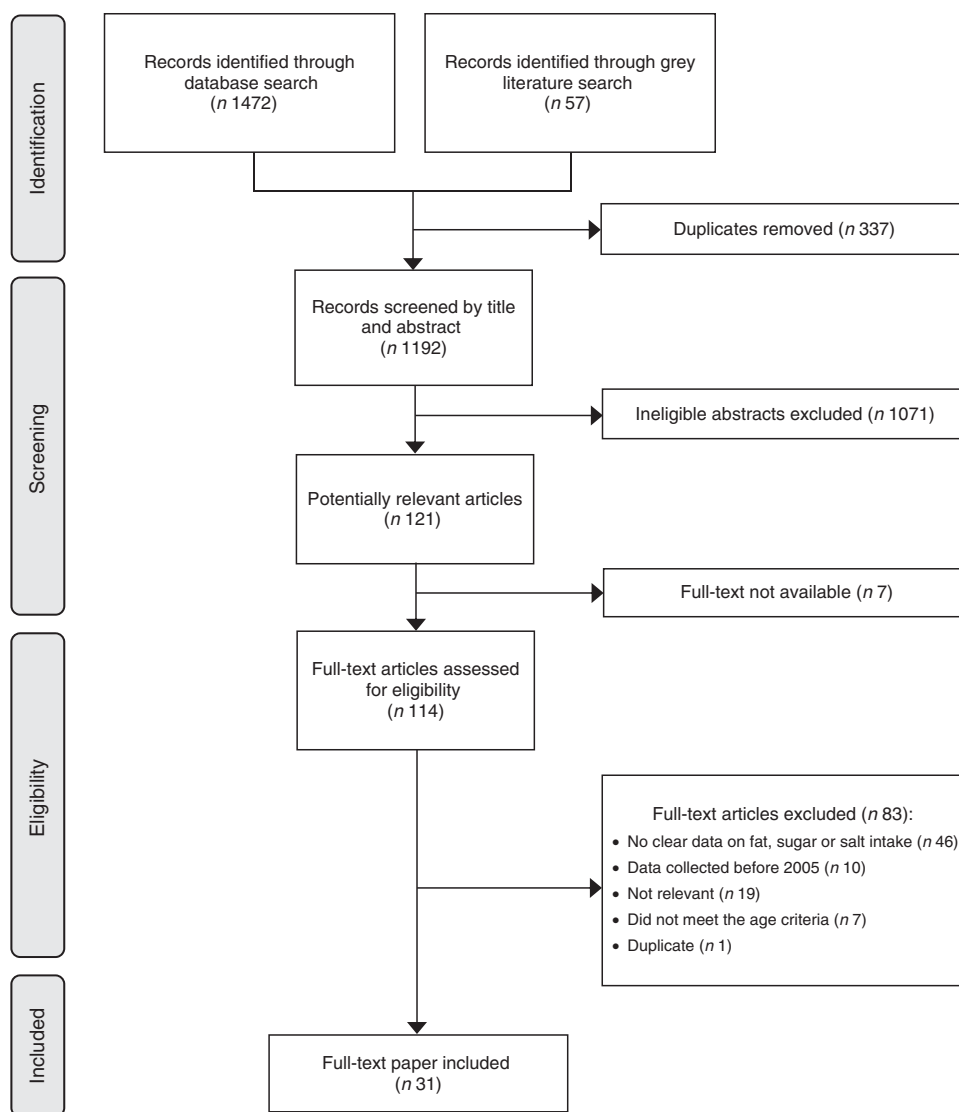 Identification
Records identified through
database search
(n 1472)
Records identified through grey
literature search
(n 57)
Duplicates removed (n 337)
Screening
Records screened by title
and abstract
(n 1192)
Ineligible abstracts excluded (n 1071)
Potentially relevant articles
(n 121)
Full-text not available (n 7)
Eligibility
Full-text articles assessed
for eligibility
(n 114)
Full-text articles excluded (n 83):
• No clear data on fat, sugar or salt intake (n 46)
• Data collected before 2005 (n 10)
• Not relevant (n 19)
• Did not meet the age criteria (n 7)
• Duplicate (n 1)
Included
Full-text paper included
(n 31)